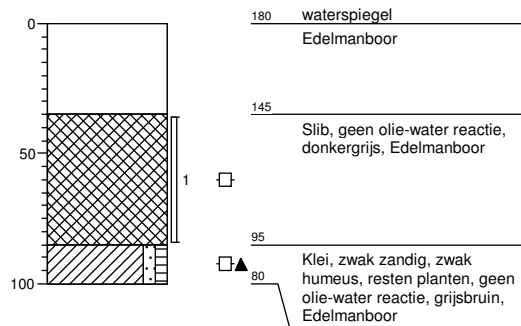 0
180 waterspiegel
Edelmanboor
145
Slib, geen olie-water reactie,
donkergrijs, Edelmanboor
50
1
95
Klei, zwak zandig, zwak
humeus, resten planten, geen
olie-water reactie, grijsbruin,
Edelmanboor
80
100